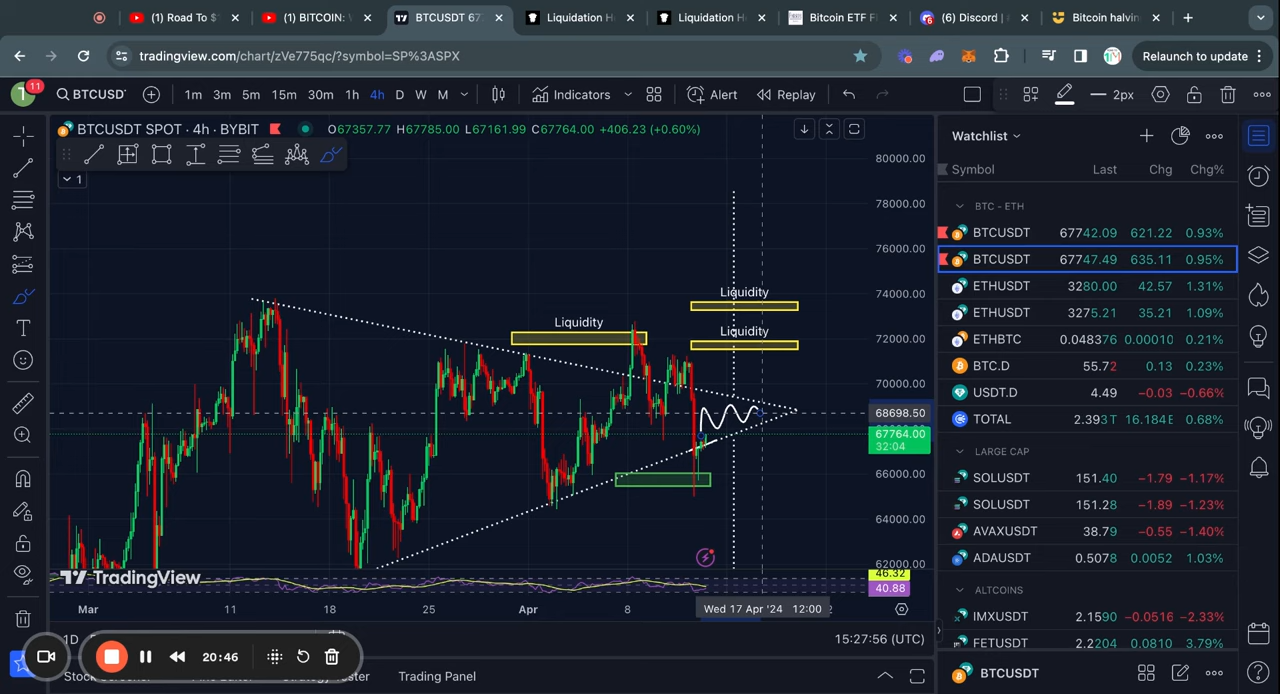 (1) Road To $
(1) BITCOIN:
BTCUSDT 67
Liquidation H
Liquidation H
Bitcoin ETF F
(6) Discord |
Bitcoin halvin
tradingview.com/chart/zVe775qc/?symbol=SP%3ASPX
Relaunch to update
11
BTCUSDT
1m 3m 5m 15m 30m 1h 4h D W M
Indicators
Alert
Replay
2px
BTCUSDT SPOT · 4h · BYBIT
O67357.77 H67785.00 L67161.99 C67764.00 +406.23 (+0.60%)
1
80000.00
78000.00
76000.00
74000.00
72000.00
70000.00
68698.50
67764.00
32:04
66000.00
64000.00
62000.00
46.32
40.88
Liquidity
Liquidity
Liquidity
TradingView
Mar 11 18 25 Apr 8
Wed 17 Apr '24 12:00
1D
15:27:56 (UTC)
20:46
Trading Panel
Watchlist
Symbol Last Chg Chg%
BTC - ETH
BTCUSDT 67742.09 621.22 0.93%
BTCUSDT 67747.49 635.11 0.95%
ETHUSDT 3280.00 42.57 1.31%
ETHUSDT 3275.21 35.21 1.09%
ETHBTC 0.048376 0.00010 0.21%
BTC.D 55.72 0.13 0.23%
USDT.D 4.49 −0.03 −0.66%
TOTAL 2.393T 16.184B 0.68%
LARGE CAP
SOLUSDT 151.40 −1.79 −1.17%
SOLUSDT 151.28 −1.89 −1.23%
AVAXUSDT 38.79 −0.55 −1.40%
ADAUSDT 0.5078 0.0052 1.03%
ALTCOINS
IMXUSDT 2.1590 −0.0516 −2.33%
FETUSDT 2.2204 0.0810 3.79%
BTCUSDT